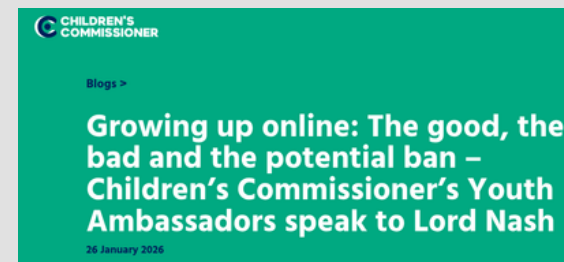 CHILDREN'S
COMMISSIONER
Blogs >
Growing up online: The good, the
bad and the potential ban –
Children's Commissioner's Youth
Ambassadors speak to Lord Nash
26 January 2026